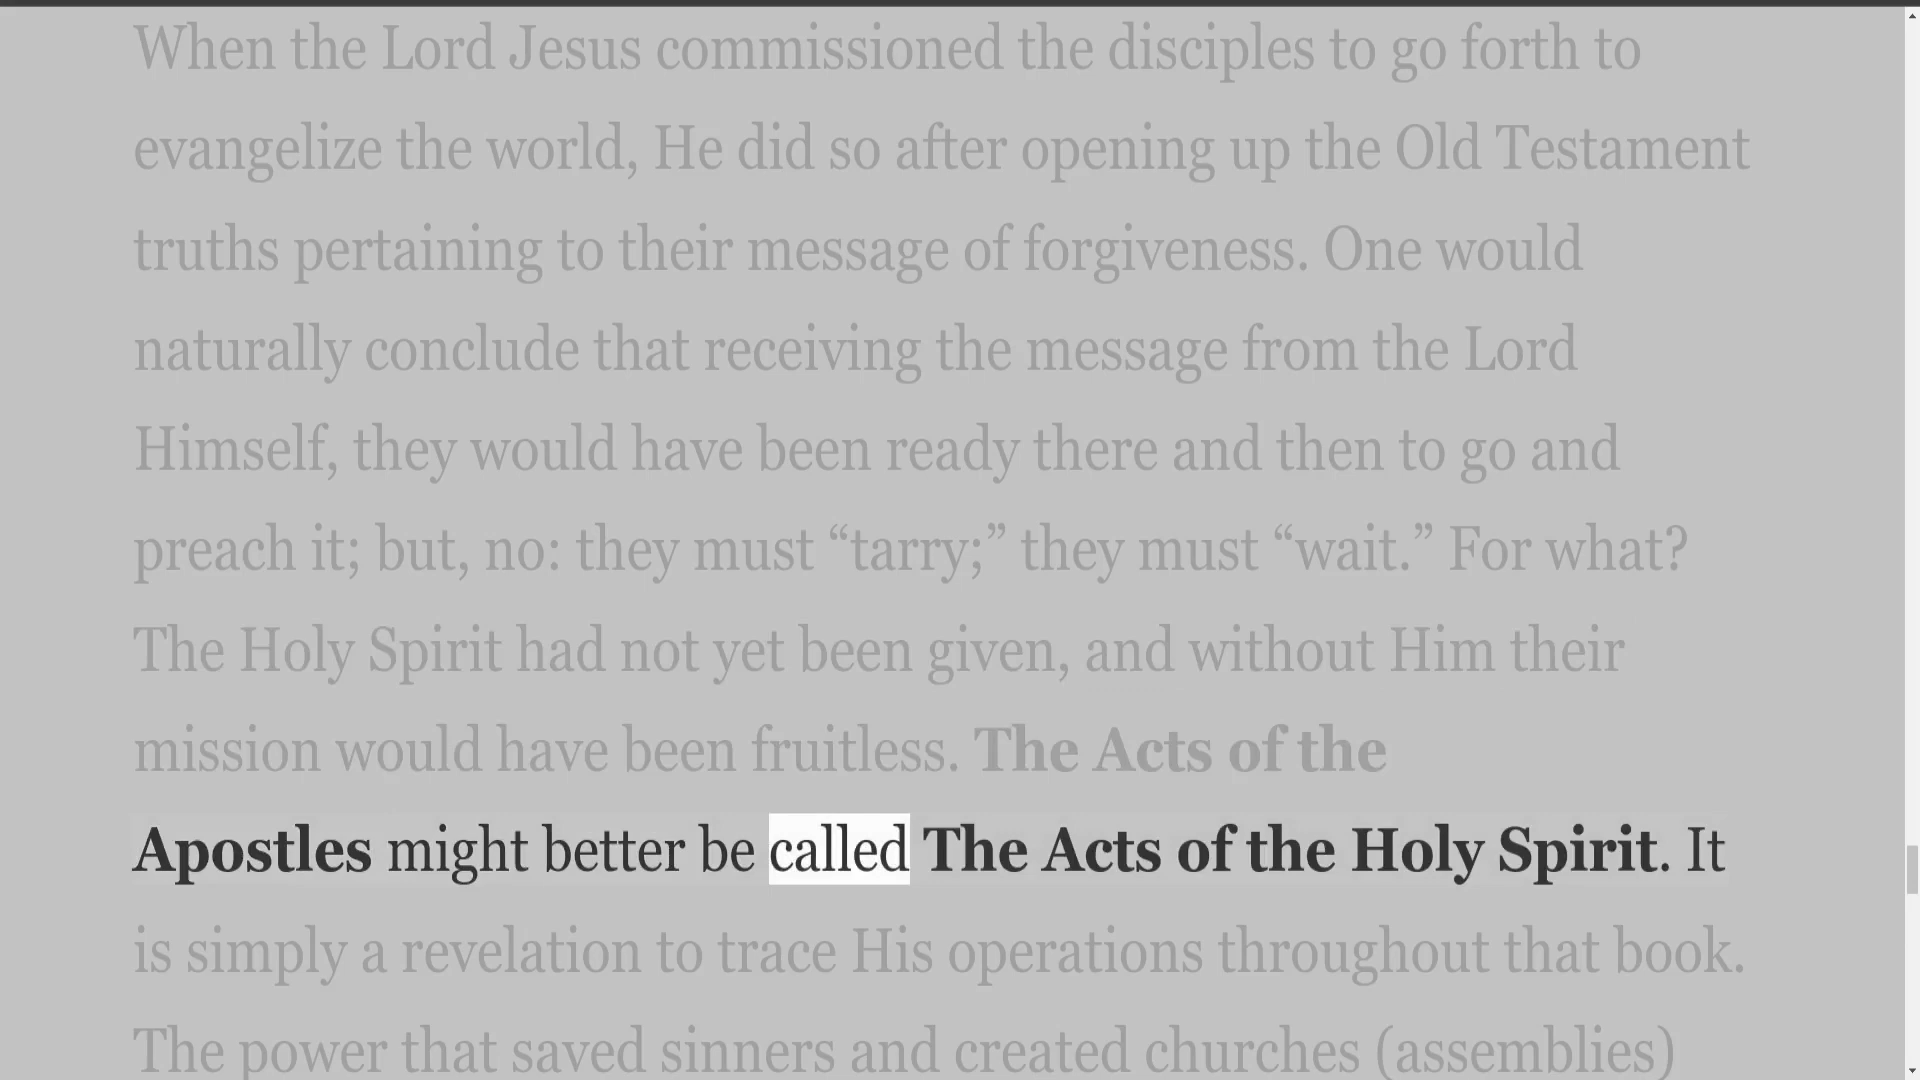 When the Lord Jesus commissioned the disciples to go forth to
evangelize the world, He did so after opening up the Old Testament
truths pertaining to their message of forgiveness. One would
naturally conclude that receiving the message from the Lord
Himself, they would have been ready there and then to go and
preach it; but, no: they must “tarry;” they must “wait.” For what?
The Holy Spirit had not yet been given, and without Him their
mission would have been fruitless. The Acts of the
Apostles might better be called The Acts of the Holy Spirit. It
is simply a revelation to trace His operations throughout that book.
The power that saved sinners and created churches (assemblies)